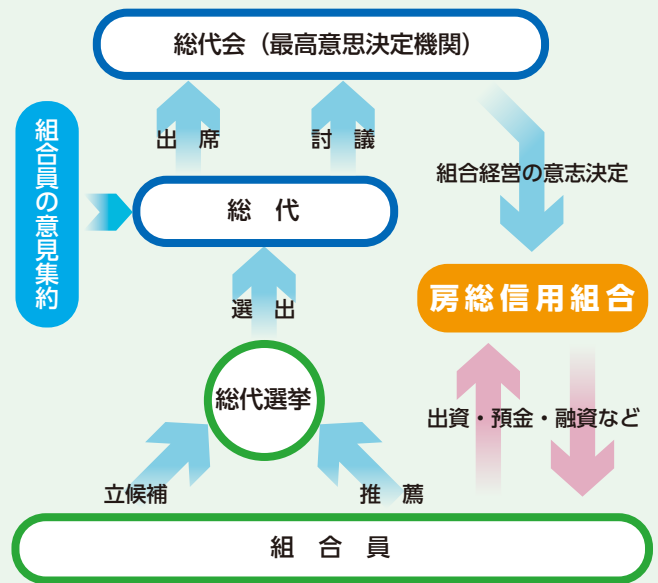 総代会（最高意思決定機関）
出　席
討　議
組合員の意見集約
組合経営の意志決定
総　代
選　出
房総信用組合
総代選挙
出資・預金・融資など
立候補
推　薦
組　合　員